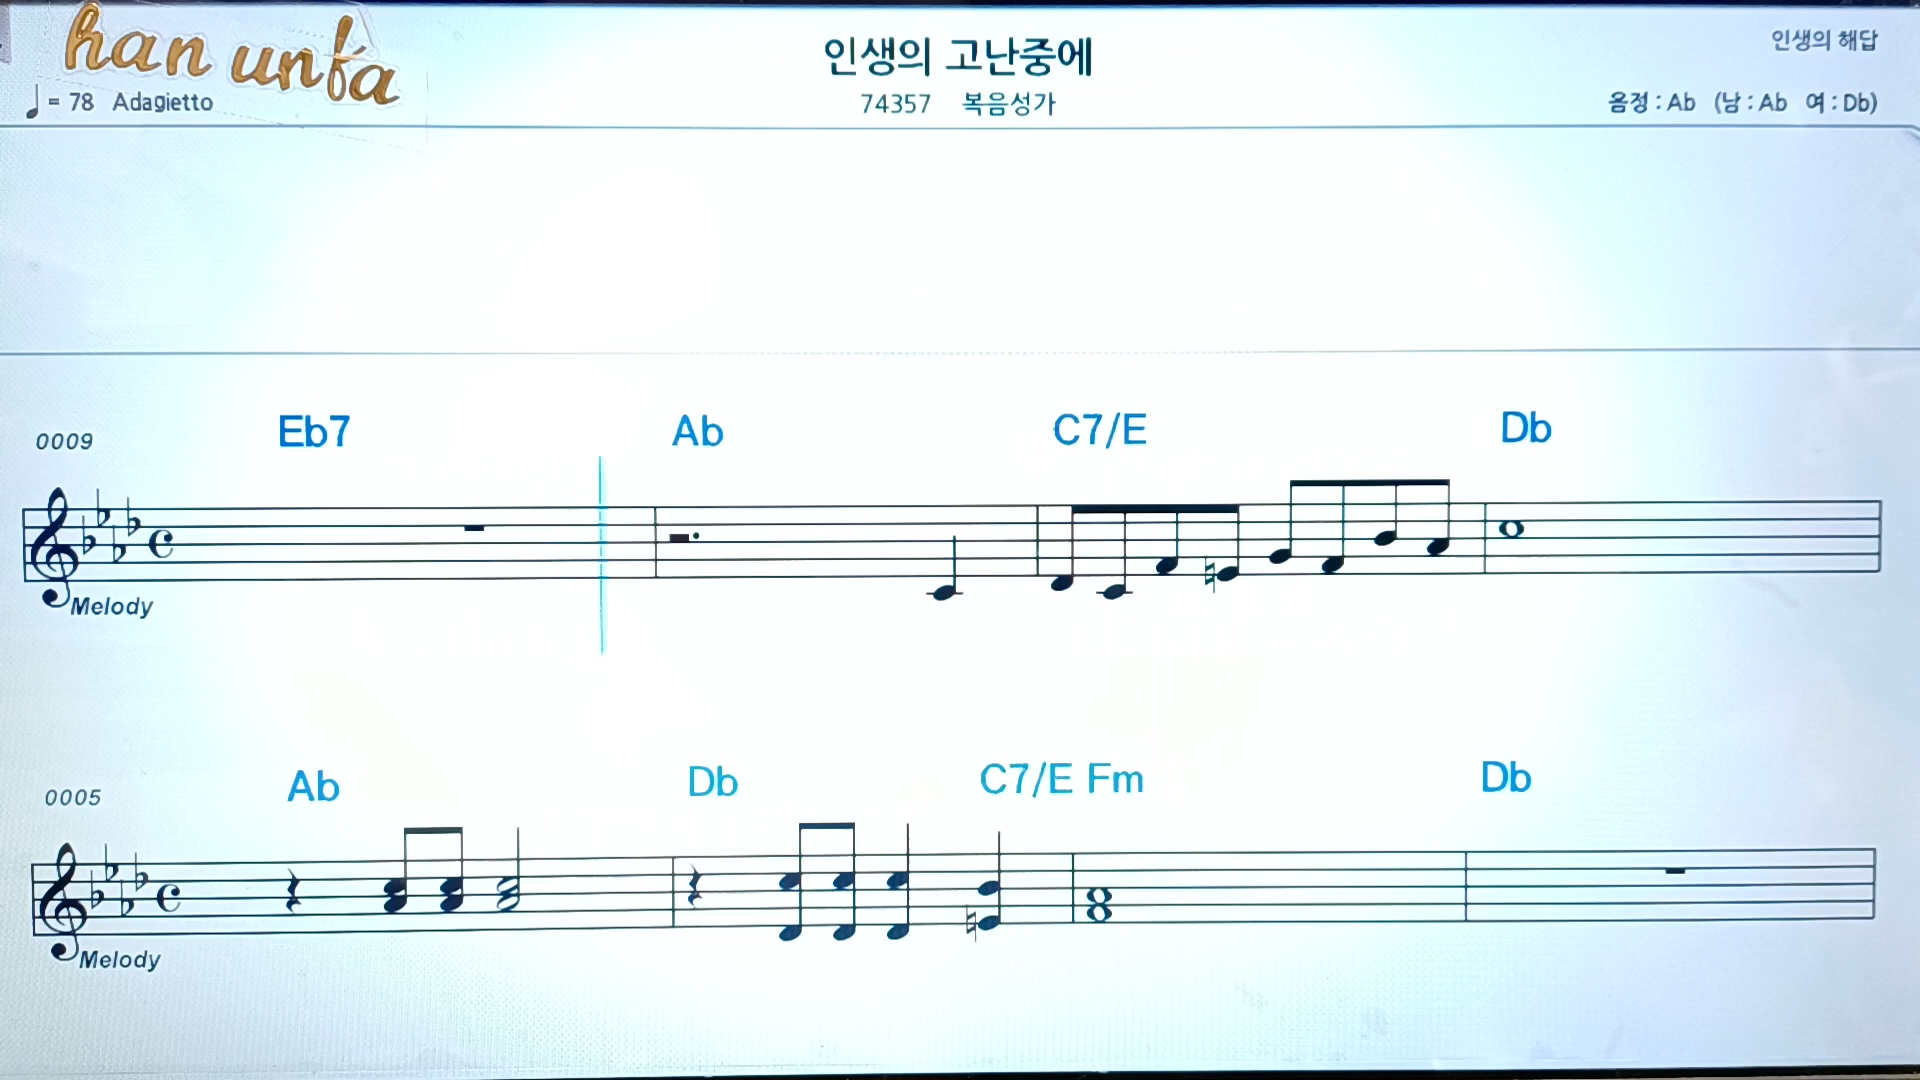 han unfa
인생의 고난중에
인생의 해답
♩ = 78 Adagietto
74357 복음성가
음정 : Ab (남 : Ab 여 : Db)
0009 Eb7 Ab C7/E Db
Melody
0005 Ab Db C7/E Fm Db
Melody